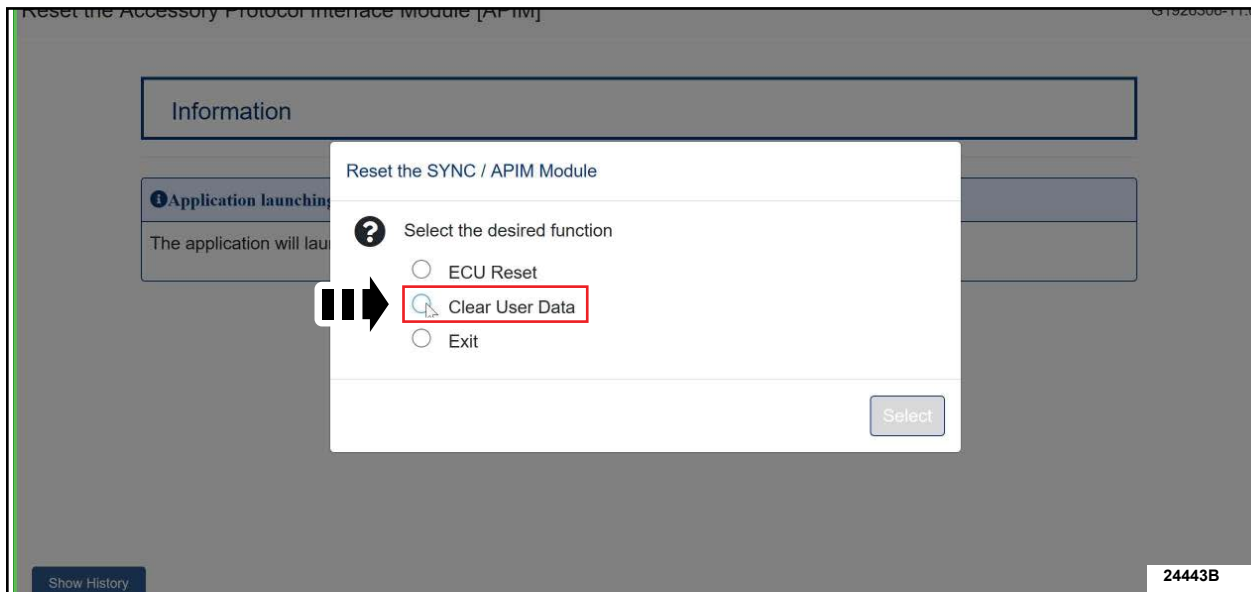 Reset the Accessory Protocol Interface Module [APIM]
Information
Reset the SYNC / APIM Module
Application launching
The application will lau
Select the desired function
ECU Reset
Clear User Data
Exit
Select
Show History
24443B